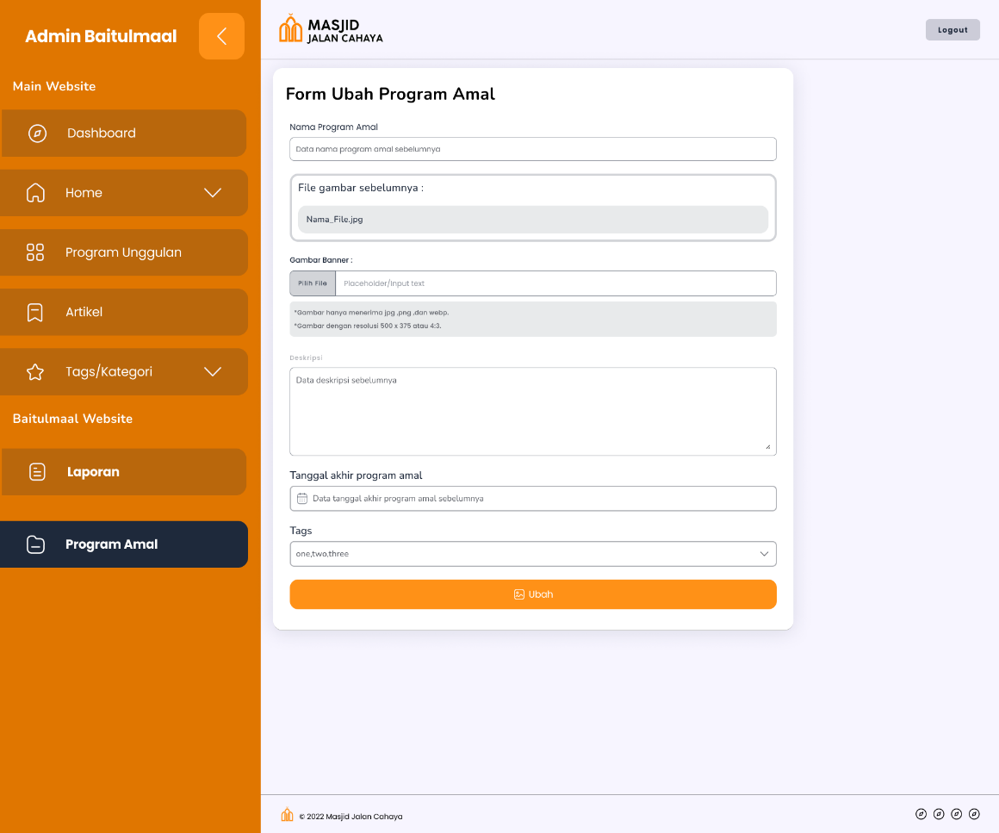 Admin Baitulmaal
Main Website
Dashboard
Home
Program Unggulan
Artikel
Tags/Kategori
Baitulmaal Website
Laporan
Program Amal
MASJID
JALAN CAHAYA
Logout
Form Ubah Program Amal
Nama Program Amal
Data nama program amal sebelumnya
File gambar sebelumnya :
Nama_File.jpg
Gambar Banner :
Pilih File
Placeholder/Input text
*Gambar hanya menerima jpg ,png ,dan webp.
*Gambar dengan resolusi 500 x 375 atau 4:3.
Deskripsi
Data deskripsi sebelumnya
Tanggal akhir program amal
Data tanggal akhir program amal sebelumnya
Tags
one,two,three
Ubah
© 2022 Masjid Jalan Cahaya